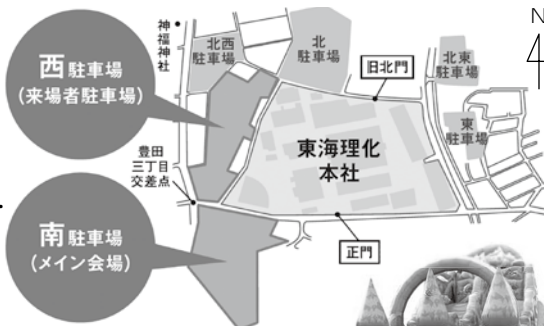 西駐車場
(来場者駐車場)
神福神社
北西
駐車場
北
駐車場
旧北門
北東
駐車場
東
駐車場
N
東海理化
本社
豊田
三丁目
交差点
南駐車場
(メイン会場)
正門